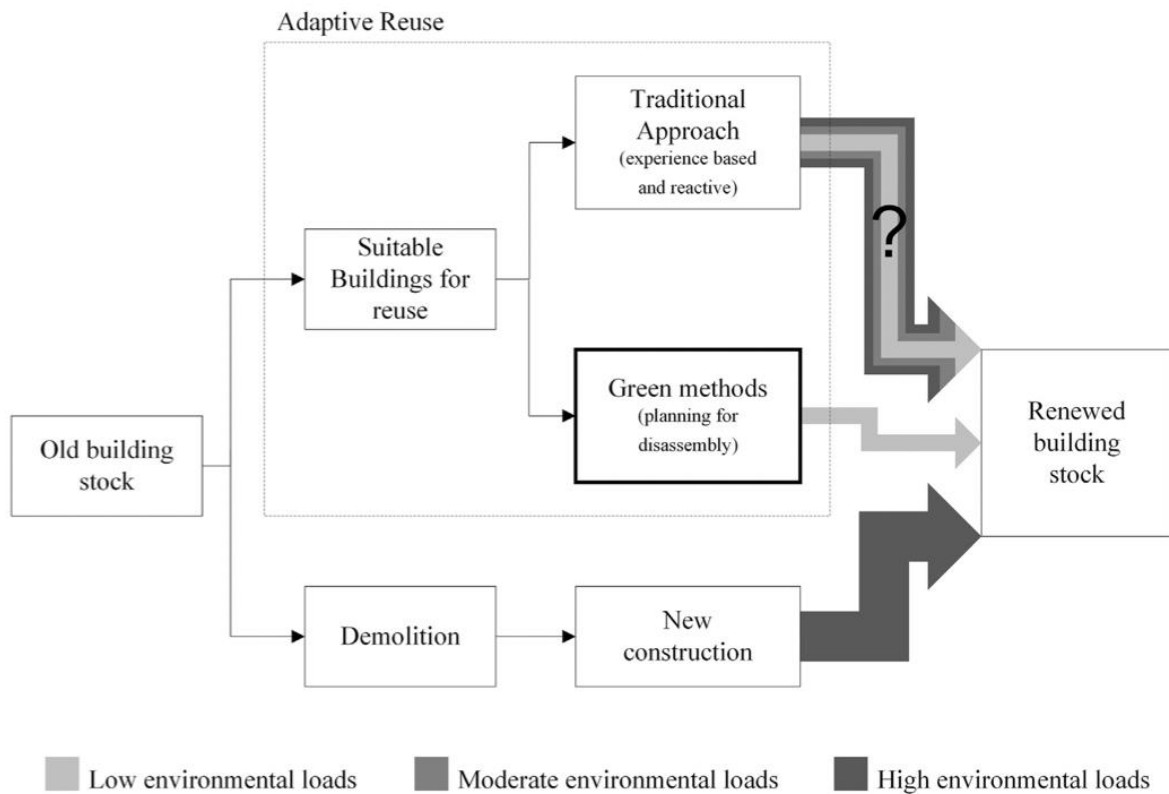 Adaptive Reuse
Traditional
Approach
(experience based
and reactive)
?
Suitable
Buildings for
reuse
Green methods
(planning for
disassembly)
Renewed
building
stock
Old building
stock
Demolition
New
construction
Low environmental loads
Moderate environmental loads
High environmental loads